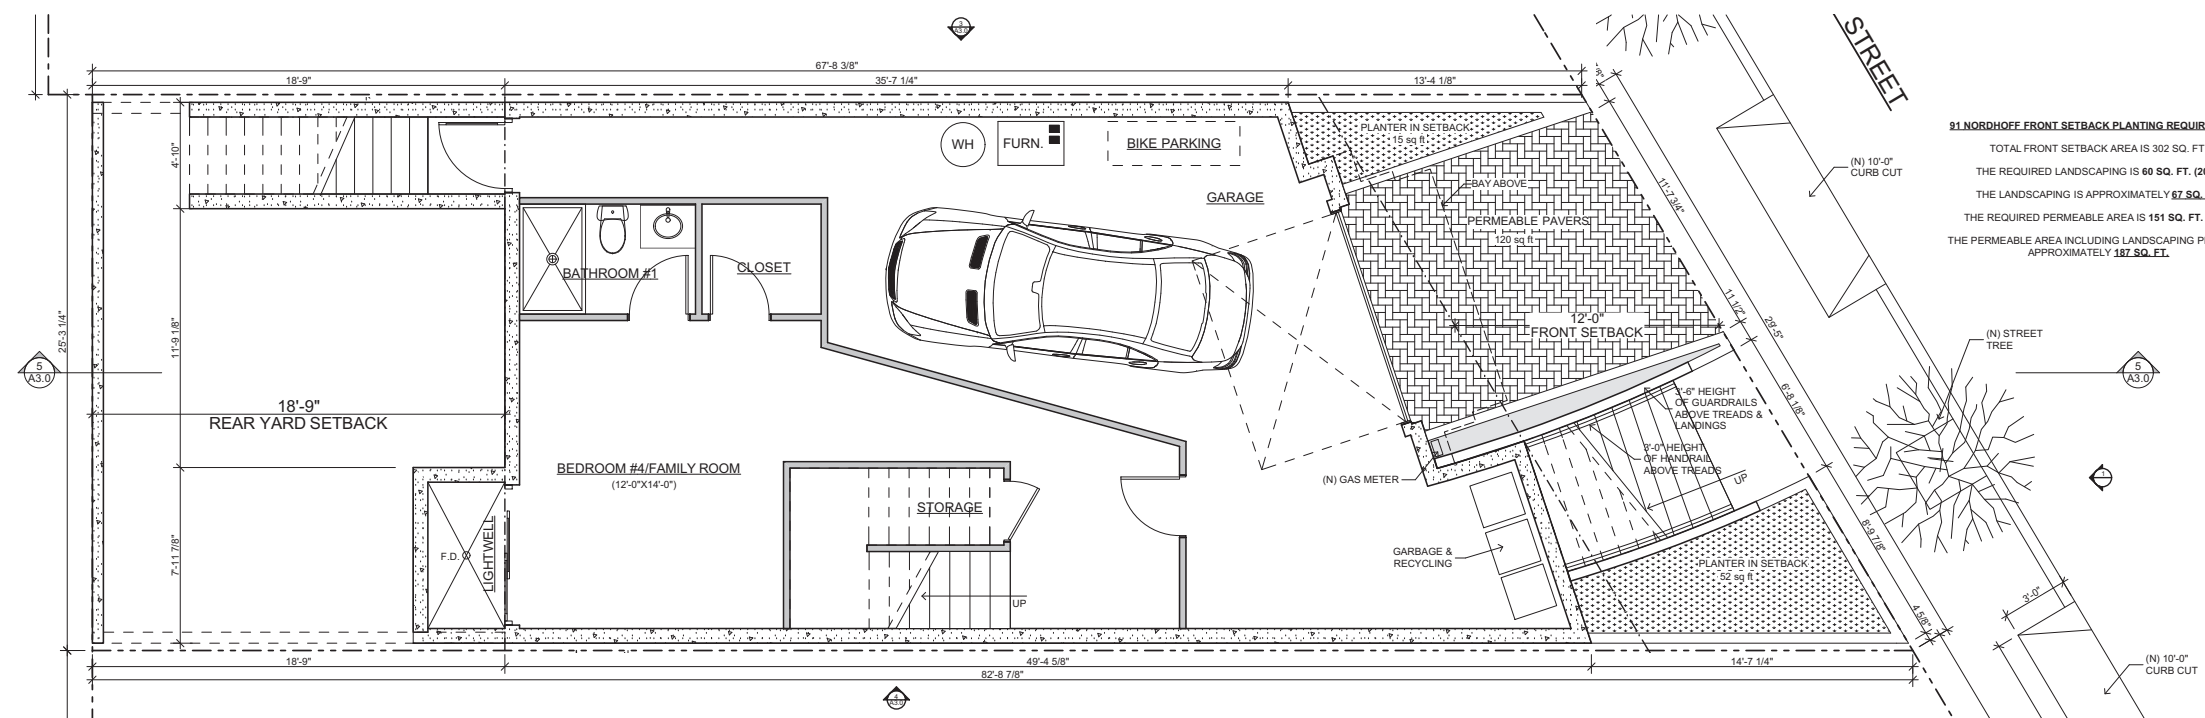 3
A3.0
STREET
67'-8 3/8"
18'-9"
35'-7 1/4"
13'-4 1/8"
91 NORDHOFF FRONT SETBACK PLANTING REQUIR
TOTAL FRONT SETBACK AREA IS 302 SQ. FT
THE REQUIRED LANDSCAPING IS 60 SQ. FT. (20
THE LANDSCAPING IS APPROXIMATELY 67 SQ.
THE REQUIRED PERMEABLE AREA IS 151 SQ. FT.
THE PERMEABLE AREA INCLUDING LANDSCAPING P
APPROXIMATELY 187 SQ. FT.
(N) 10'-0"
CURB CUT
PLANTER IN SETBACK
15 sq ft
WH
FURN.
BIKE PARKING
4'-10"
BAY ABOVE
GARAGE
11'-7 3/4"
PERMEABLE PAVERS
120 sq ft
BATHROOM #1
CLOSET
25'-3 1/4"
11'-9 1/8"
12'-0"
FRONT SETBACK
11 1/2"
29'-5"
(N) STREET
TREE
5
A3.0
5
A3.0
18'-9"
REAR YARD SETBACK
3'-6" HEIGHT
OF GUARDRAILS
ABOVE TREADS &
LANDINGS
6'-8 1/8"
3'-0" HEIGHT
OF HANDRAIL
ABOVE TREADS
UP
BEDROOM #4/FAMILY ROOM
(12'-0"X14'-0")
(N) GAS METER
1
STORAGE
7'-11 7/8"
F.D.
LIGHTWELL
GARBAGE &
RECYCLING
8'-9 7/8"
PLANTER IN SETBACK
52 sq ft
UP
3'-0"
4 5/8"
18'-9"
49'-4 5/8"
14'-7 1/4"
82'-8 7/8"
(N) 10'-0"
CURB CUT
4
A3.0